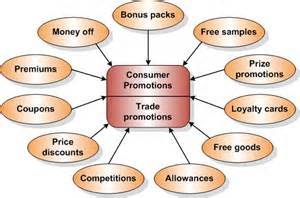 Bonus packs
Money off
Free samples
Premiums
Consumer
Promotions
Prize
promotions
Coupons
Trade
promotions
Loyalty cards
Price
discounts
Free goods
Competitions
Allowances